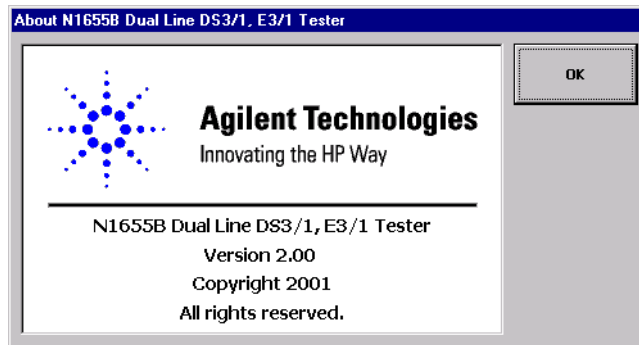 About N1655B Dual Line DS3/1, E3/1 Tester
OK
Agilent Technologies
Innovating the HP Way
N1655B Dual Line DS3/1, E3/1 Tester
Version 2.00
Copyright 2001
All rights reserved.